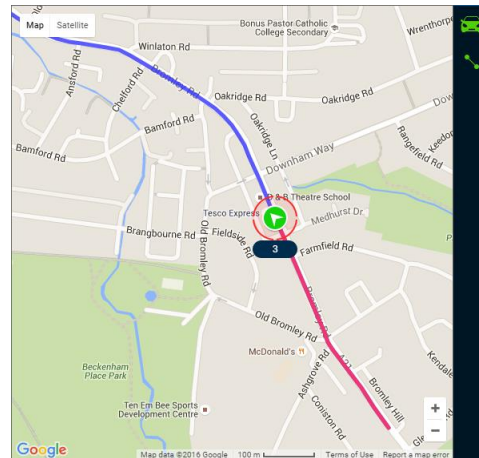 Map
Satellite
Bonus Pastor Catholic
College Secondary
Wrenthorpe
Winlaton Rd
Ansford Rd
Chelford Rd
Bromley Rd
Oakridge Rd
Oakridge Rd
Bamford Rd
Bamford Rd
Oakridge Ln
Downham Way
Rangefield Rd
D & B Theatre School
Tesco Express
Medhurst Dr
Old Bromley Rd
Brangbourne Rd
Fieldside Rd
3
Farmfield Rd
Bromley Rd
Old Bromley Rd
A21
McDonald's
Ashgrove Rd
Beckenham
Place Park
Bromley Hill
Coniston Rd
Ten Em Bee Sports
Development Centre
+
−
Google
Map data ©2016 Google
100 m
Terms of Use
Report a map error